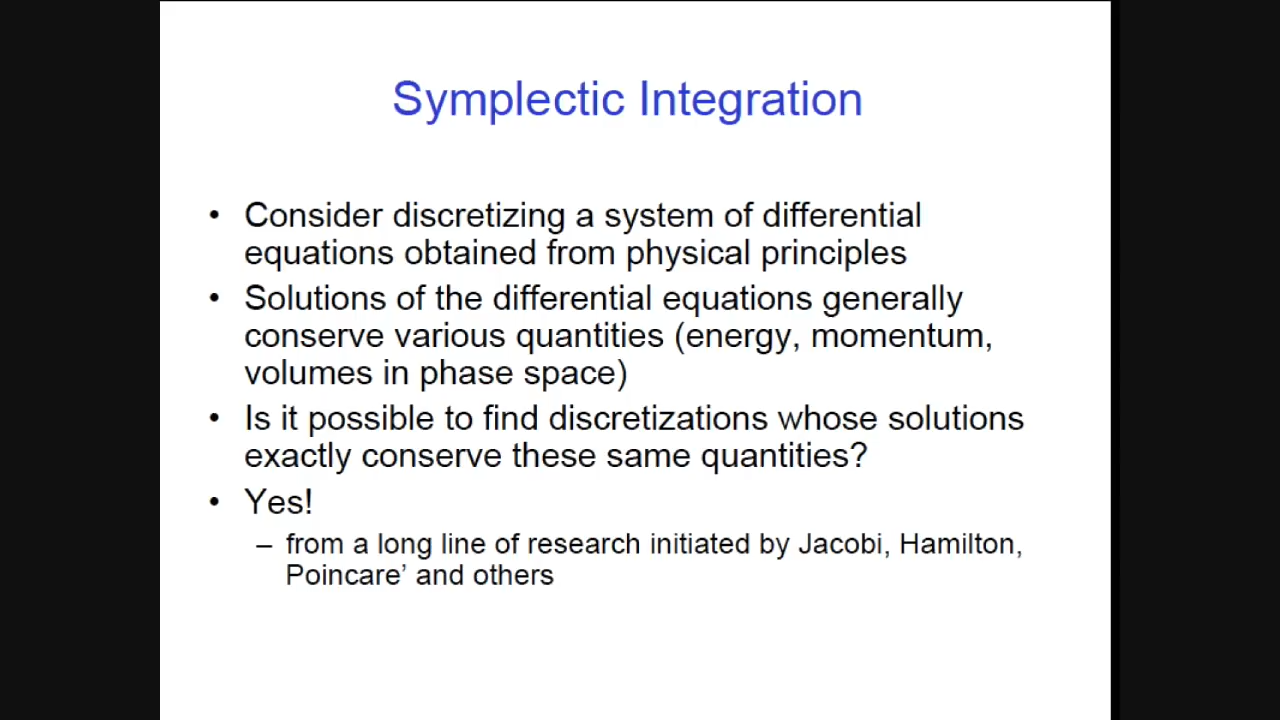 Symplectic Integration
• Consider discretizing a system of differential
equations obtained from physical principles
• Solutions of the differential equations generally
conserve various quantities (energy, momentum,
volumes in phase space)
• Is it possible to find discretizations whose solutions
exactly conserve these same quantities?
• Yes!
– from a long line of research initiated by Jacobi, Hamilton,
Poincare’ and others